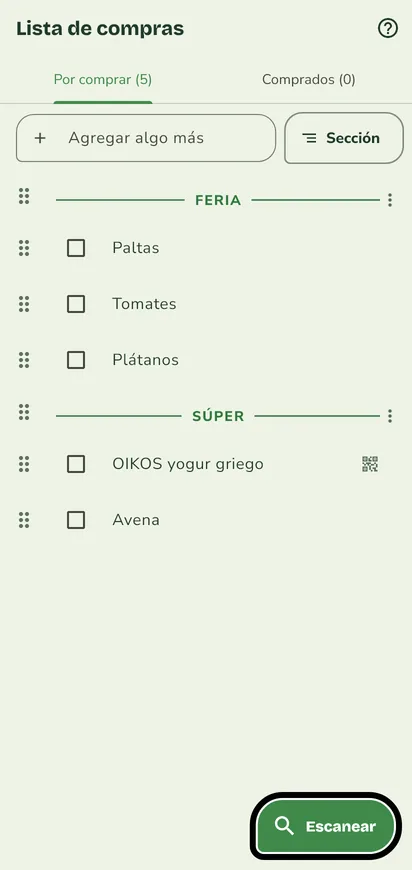 Lista de compras
Por comprar (5)
Comprados (0)
Agregar algo más
Sección
FERIA
Paltas
Tomates
Plátanos
SÚPER
OIKOS yogur griego
Avena
Escanear